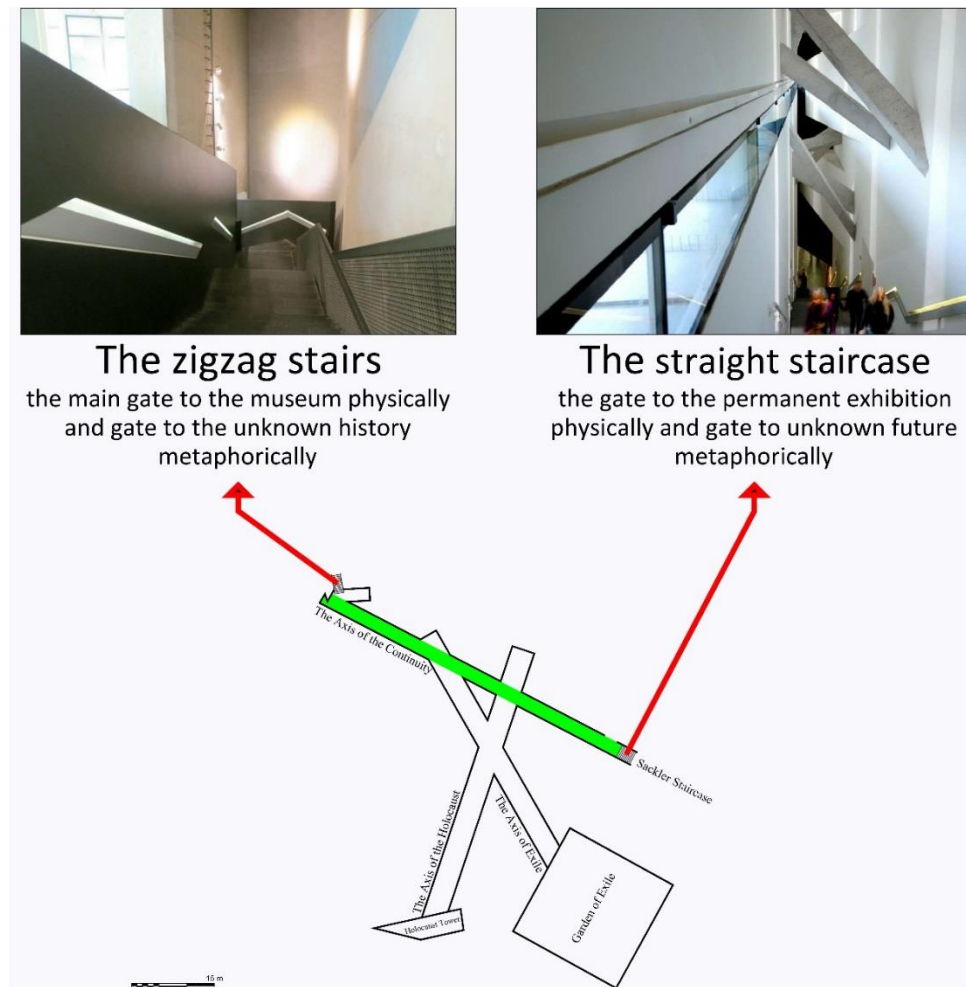 The zigzag stairs
the main gate to the museum physically
and gate to the unknown history
metaphorically
The straight staircase
the gate to the permanent exhibition
physically and gate to unknown future
metaphorically
The Axis of the Continuity
Sackler Staircase
The Axis of the Holocaust
The Axis of Exile
Garden of Exile
Holocaust Tower
15 m